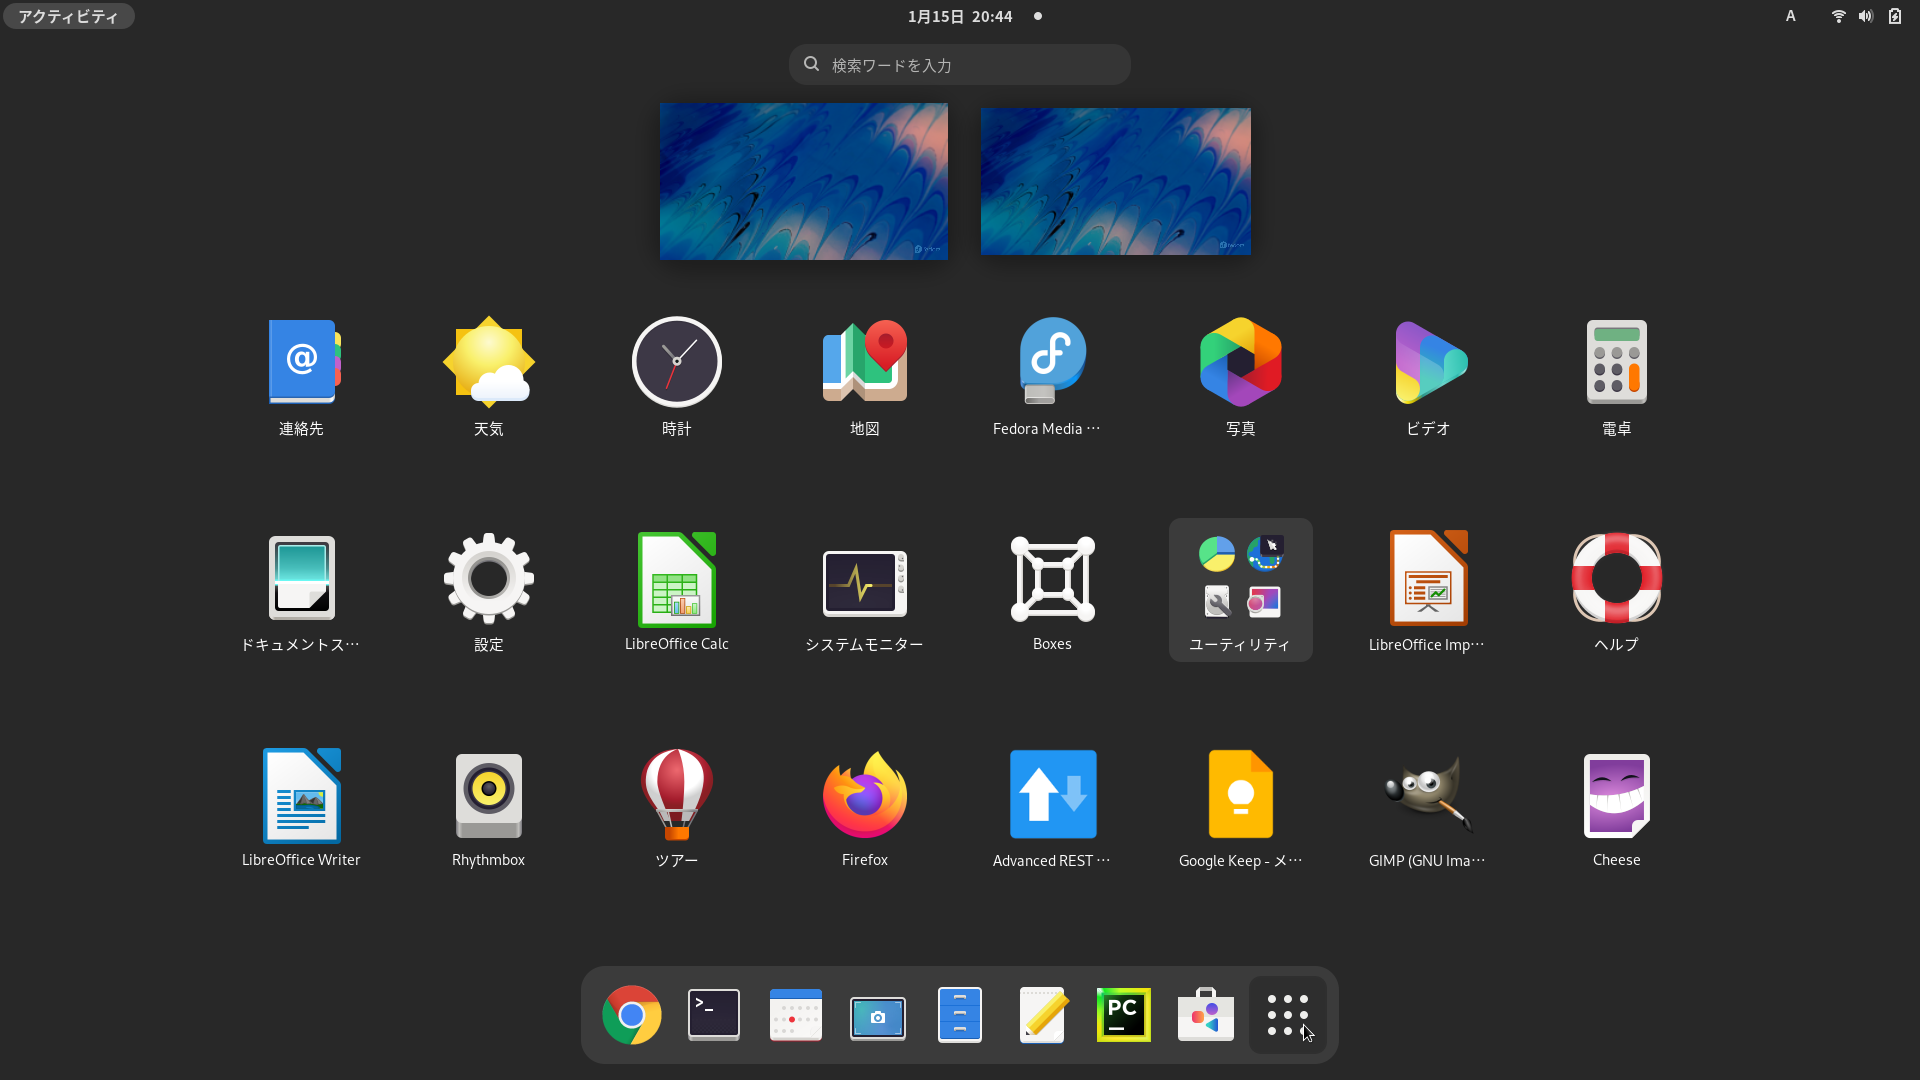 アクティビティ
1月15日 20:44
A
検索ワードを入力
連絡先
天気
時計
地図
Fedora Media …
写真
ビデオ
電卓
ドキュメントス…
設定
LibreOffice Calc
システムモニター
Boxes
ユーティリティ
LibreOffice Imp…
ヘルプ
LibreOffice Writer
Rhythmbox
ツアー
Firefox
Advanced REST …
Google Keep - メ…
GIMP (GNU Ima…
Cheese
>_
PC